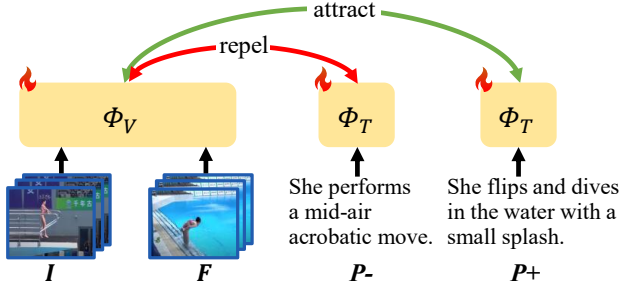 attract
repel
Φ_V
Φ_T
Φ_T
She performs
a mid-air
acrobatic move.
She flips and dives
in the water with a
small splash.
I
F
P-
P+